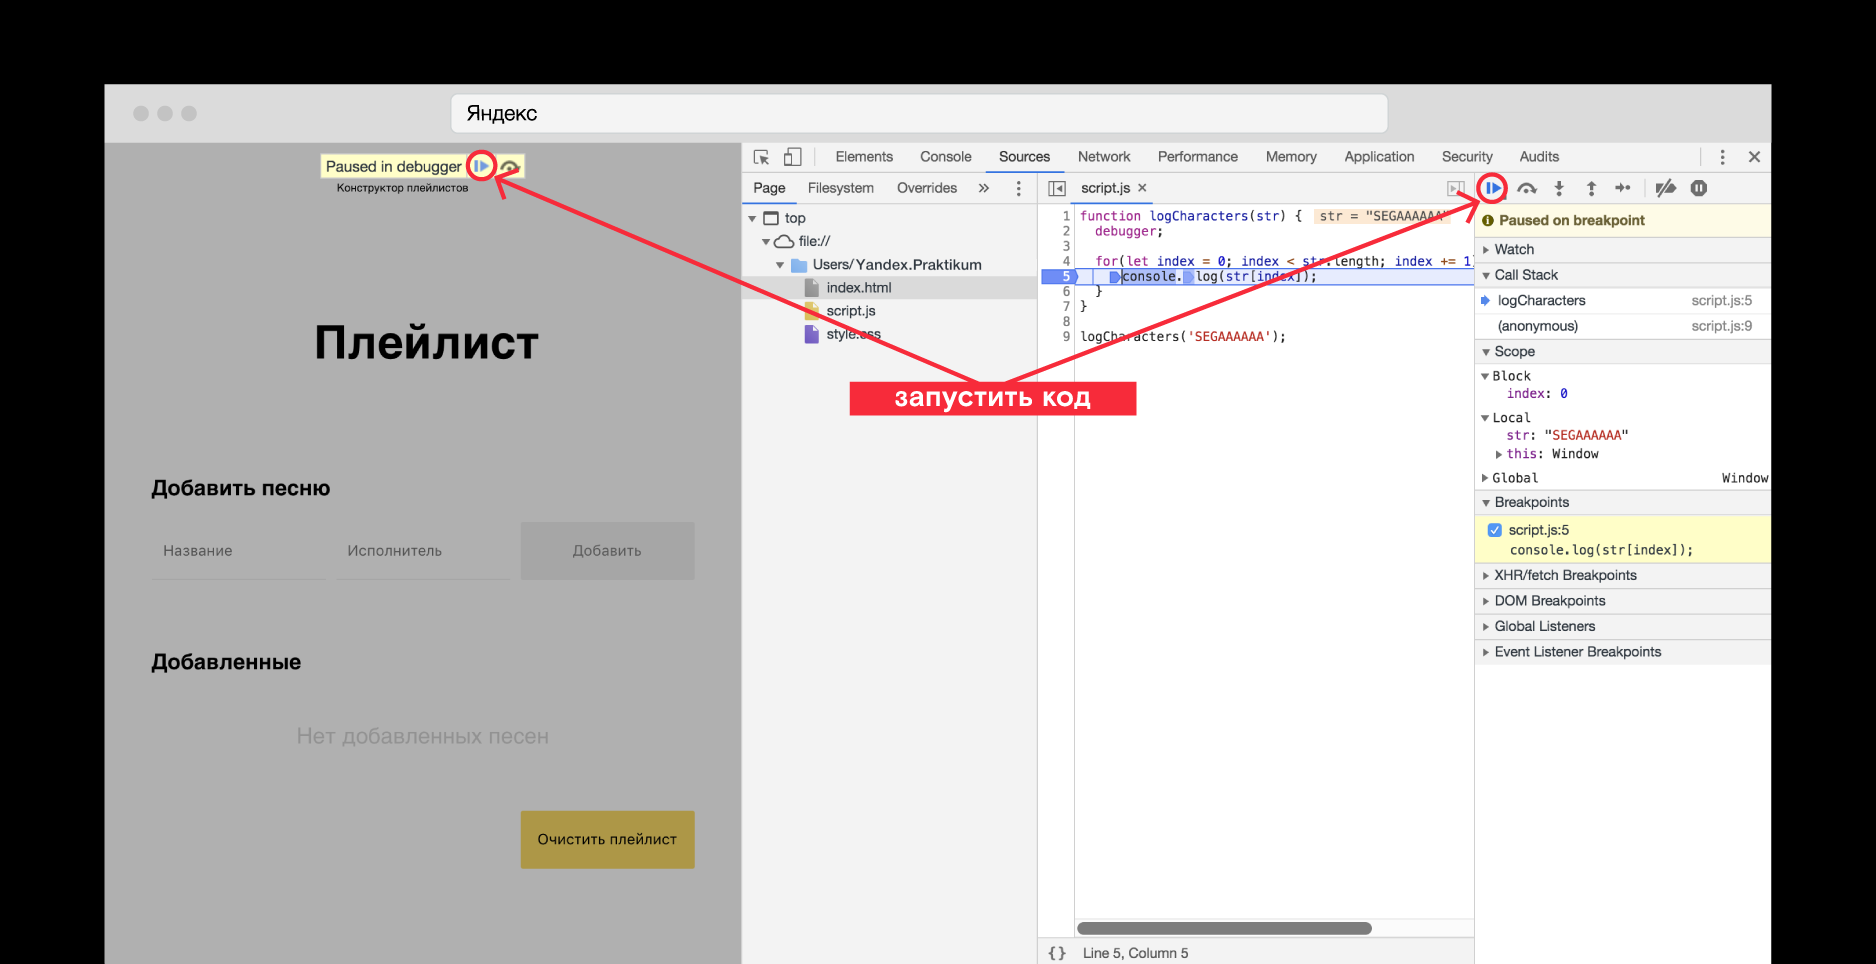 Яндекс
Paused in debugger
Конструктор плейлистов
Плейлист
Добавить песню
Название
Исполнитель
Добавить
Добавленные
Нет добавленных песен
Очистить плейлист
Elements
Console
Sources
Network
Performance
Memory
Application
Security
Audits
Page
Filesystem
Overrides
»
top
file://
Users/Yandex.Praktikum
index.html
script.js
style.css
script.js ×
1 function logCharacters(str) { str = "SEGAAAAAA"
2 debugger;
3
4 for(let index = 0; index < str.length; index += 1)
5 console.log(str[index]);
6 }
7 }
8
9 logCharacters('SEGAAAAAA');
запустить код
{} Line 5, Column 5
Paused on breakpoint
Watch
Call Stack
logCharacters script.js:5
(anonymous) script.js:9
Scope
Block
index: 0
Local
str: "SEGAAAAAA"
this: Window
Global Window
Breakpoints
script.js:5
console.log(str[index]);
XHR/fetch Breakpoints
DOM Breakpoints
Global Listeners
Event Listener Breakpoints